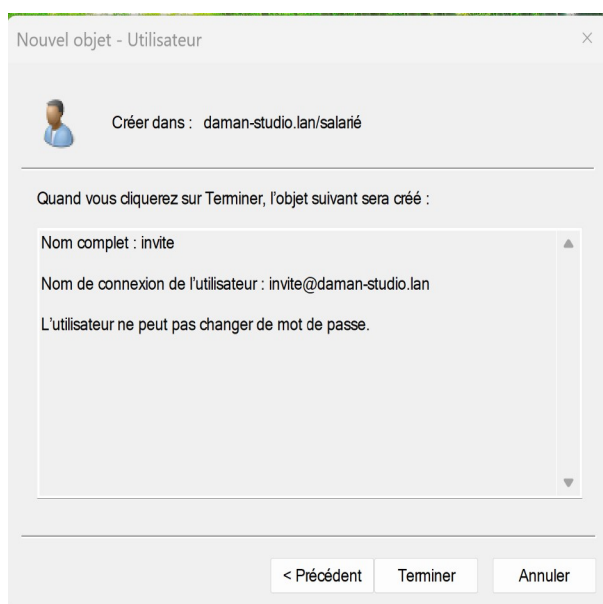 Nouvel objet - Utilisateur
Créer dans : daman-studio.lan/salarié
Quand vous cliquerez sur Terminer, l'objet suivant sera créé :
Nom complet : invite
Nom de connexion de l'utilisateur : invite@daman-studio.lan
L'utilisateur ne peut pas changer de mot de passe.
< Précédent Terminer Annuler